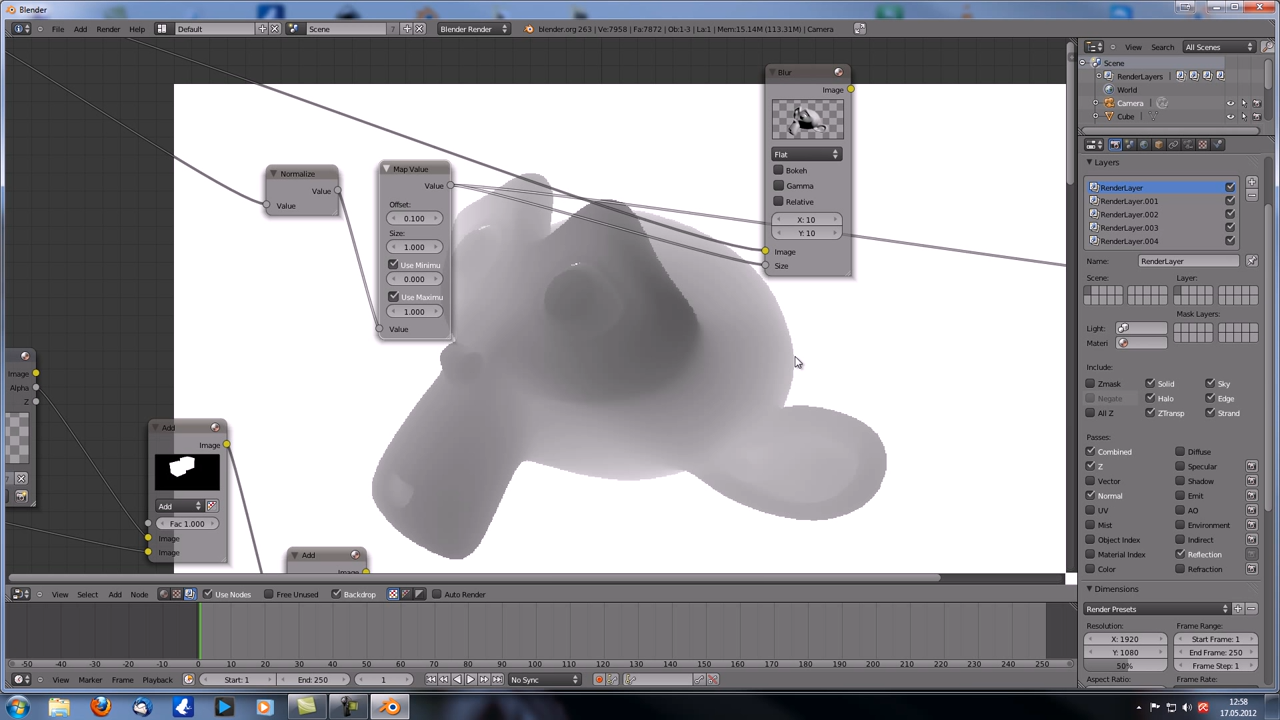 Blender
File Add Render Help Default Scene 7 Blender Render blender.org 263 | Ve:7958 | Fa:7872 | Ob:1-3 | La:1 | Mem:15.14M (113.31M) | Camera
View Search All Scenes
Scene
RenderLayers |
World
Camera |
Cube |
Layers
RenderLayer
RenderLayer.001
RenderLayer.002
RenderLayer.003
RenderLayer.004
Name: RenderLayer
Scene: Layer:
Mask Layers:
Light:
Materi
Include:
Zmask Solid Sky
Negate Halo Edge
All Z ZTransp Strand
Passes:
Combined Diffuse
Z Specular
Vector Shadow
Normal Emit
UV AO
Mist Environment
Object Index Indirect
Material Index Reflection
Color Refraction
Dimensions
Render Presets
Resolution: Frame Range:
X: 1920 Start Frame: 1
Y: 1080 End Frame: 250
50% Frame Step: 1
Aspect Ratio: Frame Rate:
Blur
Image
Flat
Bokeh
Gamma
Relative
X: 10
Y: 10
Image
Size
Normalize
Value
Value
Map Value
Value
Offset:
0.100
Size:
1.000
Use Minimu
0.000
Use Maximu
1.000
Value
Image
Alpha
Z
Add
Image
Add
Fac 1.000
Image
Image
Add
Image
View Select Add Node Use Nodes Free Unused Backdrop Auto Render
-50 -40 -30 -20 -10 0 10 20 30 40 50 60 70 80 90 100 110 120 130 140 150 160 170 180 190 200 210 220 230 240 250
View Marker Frame Playback Start: 1 End: 250 1 No Sync
12:58
17.05.2012